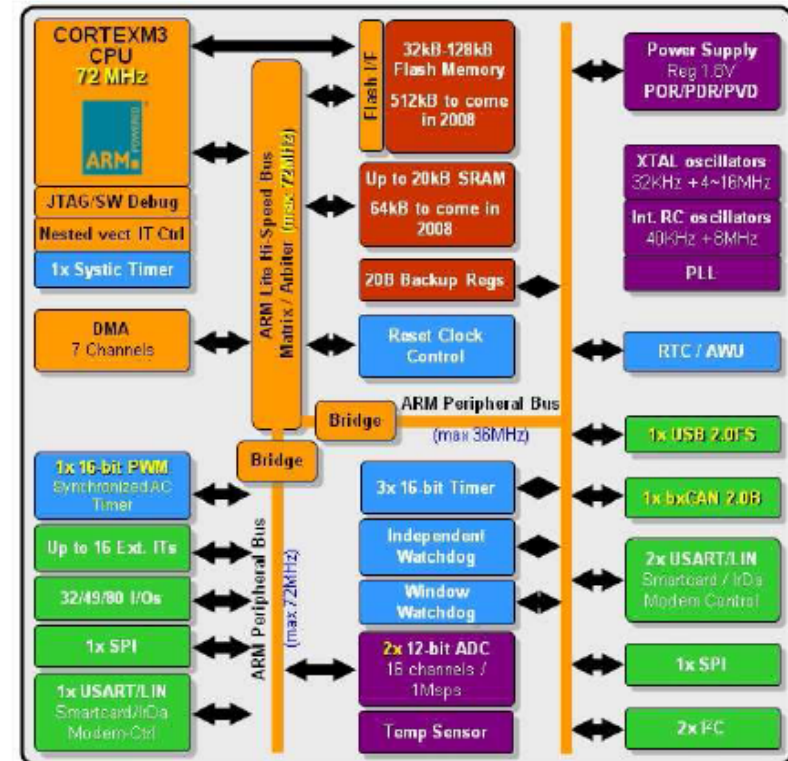 CORTEXM3
CPU
72 MHz
ARM
POWERED
JTAG/SW Debug
Nested vect IT Ctrl
1x Systic Timer
DMA
7 Channels
ARM Lite Hi-Speed Bus
Matrix / Arbiter (max 72MHz)
Flash I/F
32kB-128kB
Flash Memory
512kB to come
in 2008
Up to 20kB SRAM
64kB to come in
2008
20B Backup Regs
Reset Clock
Control
Power Supply
Reg 1.8V
POR/PDR/PVD
XTAL oscillators
32KHz +4~16MHz
Int. RC oscillators
40KHz +8MHz
PLL
RTC / AWU
Bridge
ARM Peripheral Bus
(max 36MHz)
Bridge
ARM Peripheral Bus
(max 72MHz)
1x 16-bit PWM
Synchronized AC
Timer
Up to 16 Ext. ITs
32/49/80 I/Os
1x SPI
1x USART/LIN
Smartcard/IrDa
Modem-Ctrl
3x 16-bit Timer
Independent
Watchdog
Window
Watchdog
2x 12-bit ADC
16 channels /
1Msps
Temp Sensor
1x USB 2.0FS
1x bxCAN 2.0B
2x USART/LIN
Smartcard / IrDa
Modem Control
1x SPI
2x I²C